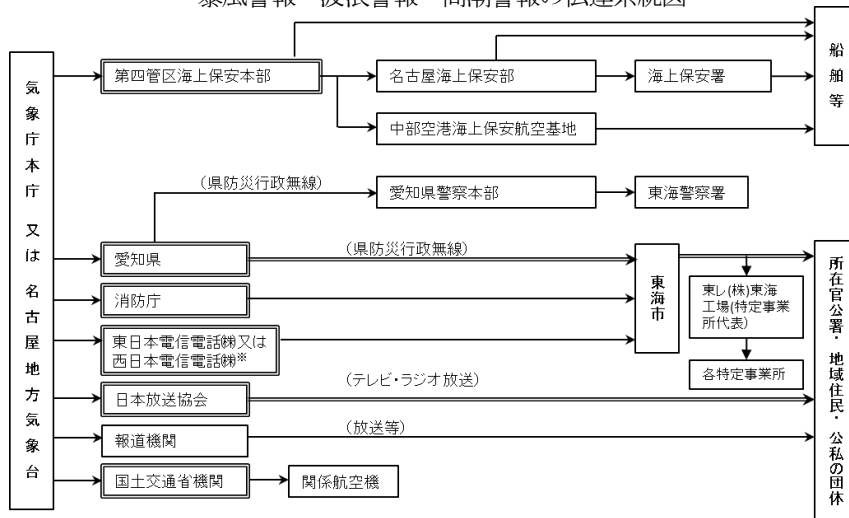 暴風警報・波浪警報・高潮警報の伝達系統図
気象庁本庁 又は 名古屋地方気象台
第四管区海上保安本部
名古屋海上保安部
海上保安署
船舶等
中部空港海上保安航空基地
(県防災行政無線)
愛知県警察本部
東海警察署
愛知県
(県防災行政無線)
消防庁
東日本電信電話㈱又は
西日本電信電話㈱※
東海市
東レ(株)東海
工場(特定事業
所代表)
各特定事業所
所在官公署・地域住民・公私の団体
(テレビ・ラジオ放送)
日本放送協会
(放送等)
報道機関
国土交通省機関
関係航空機